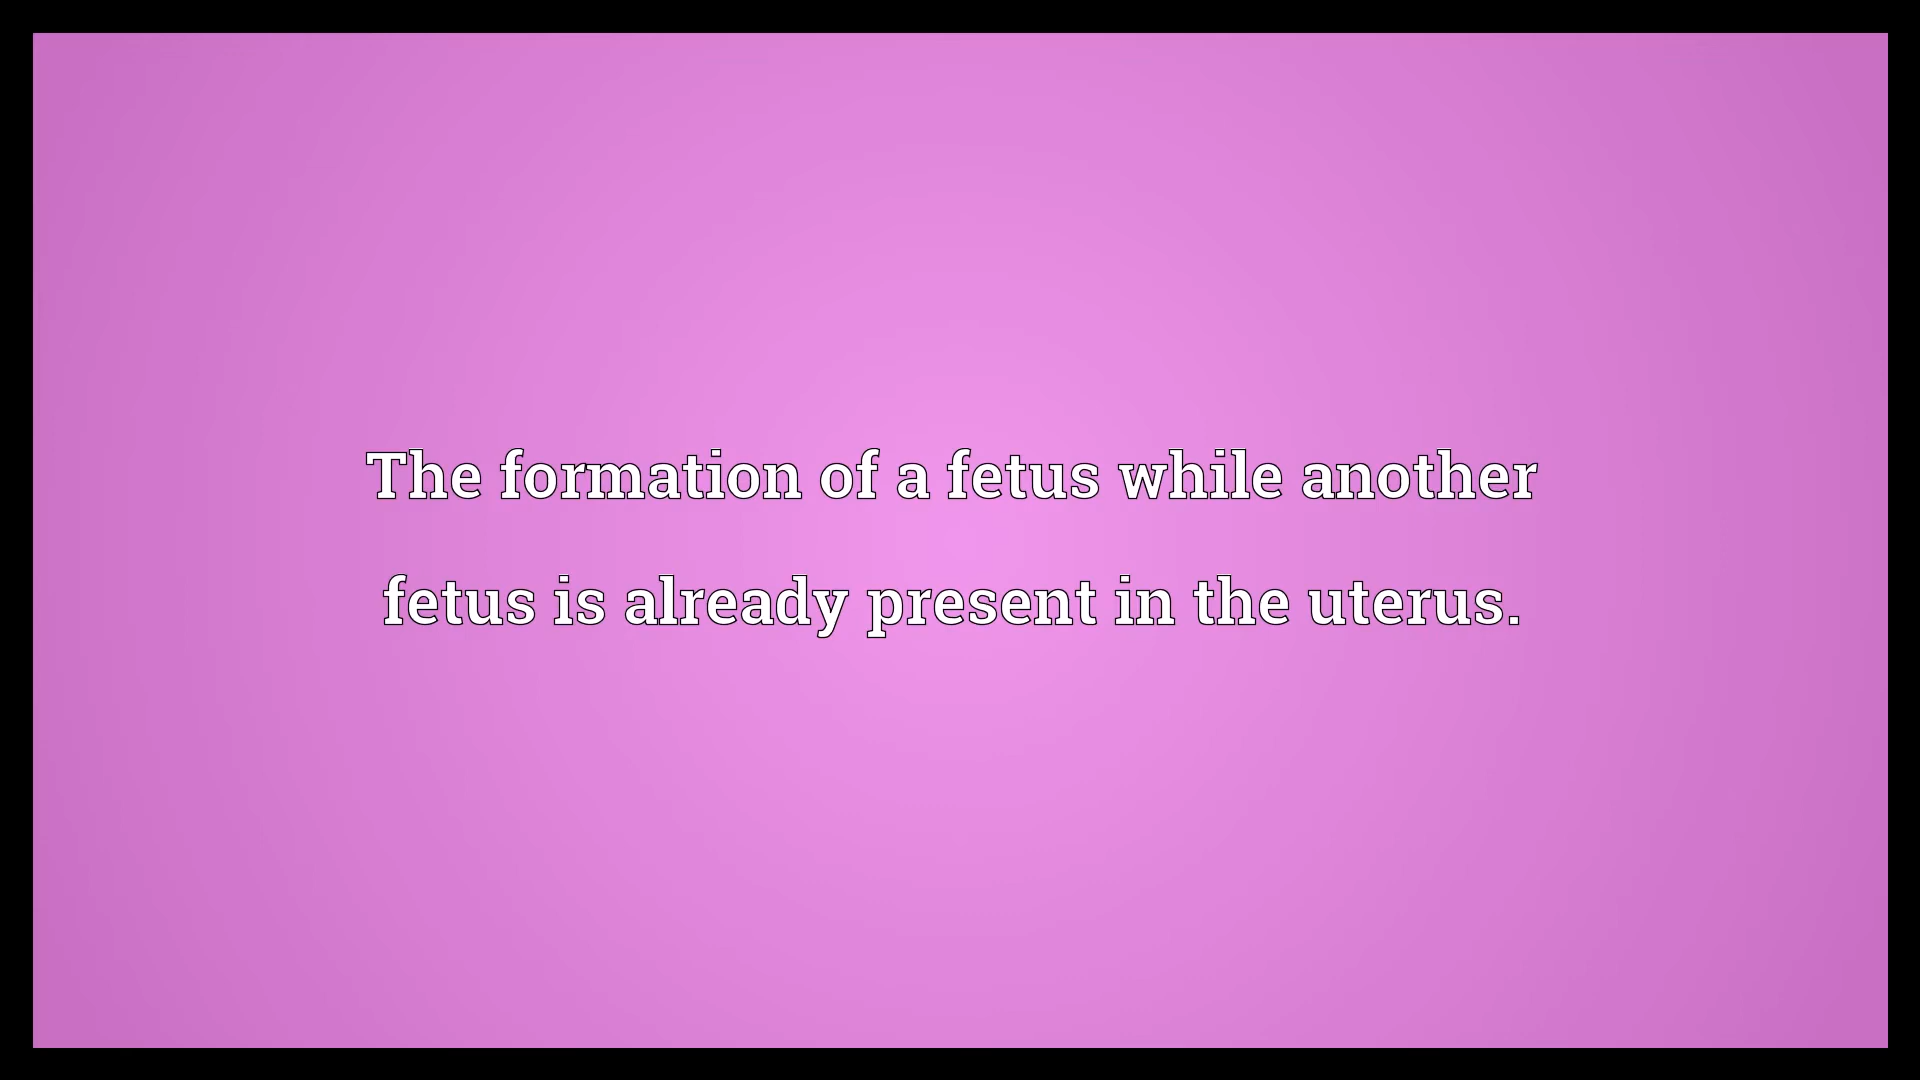 The formation of a fetus while another
fetus is already present in the uterus.